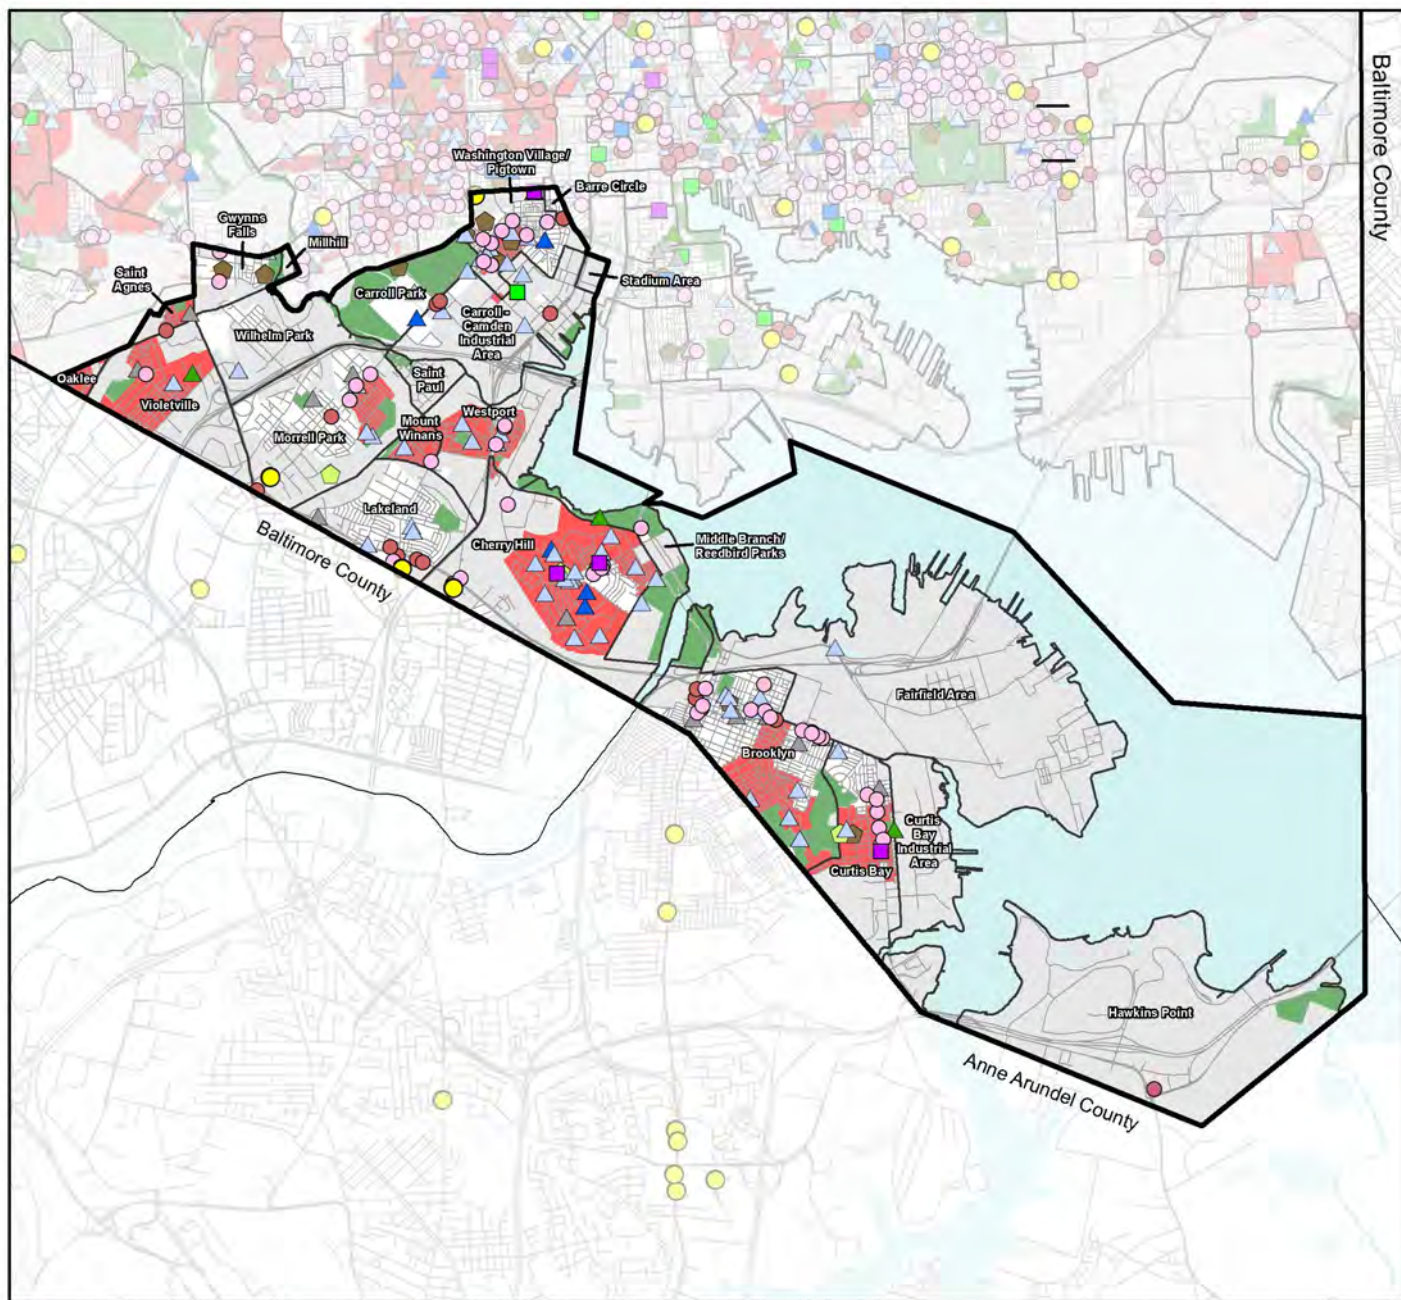 Baltimore County
Washington Village/
Pigtown
Barre Circle
Gwynns
Falls
Millhill
Saint
Agnes
Stadium Area
Carroll Park
Carroll -
Camden
Industrial
Area
Wilhelm Park
Saint
Paul
Oaklee
Violetville
Westport
Mount
Winans
Morrell Park
Lakeland
Cherry Hill
Middle Branch/
Reedbird Parks
Baltimore County
Fairfield Area
Brooklyn
Curtis
Bay
Industrial
Area
Curtis Bay
Hawkins Point
Anne Arundel County